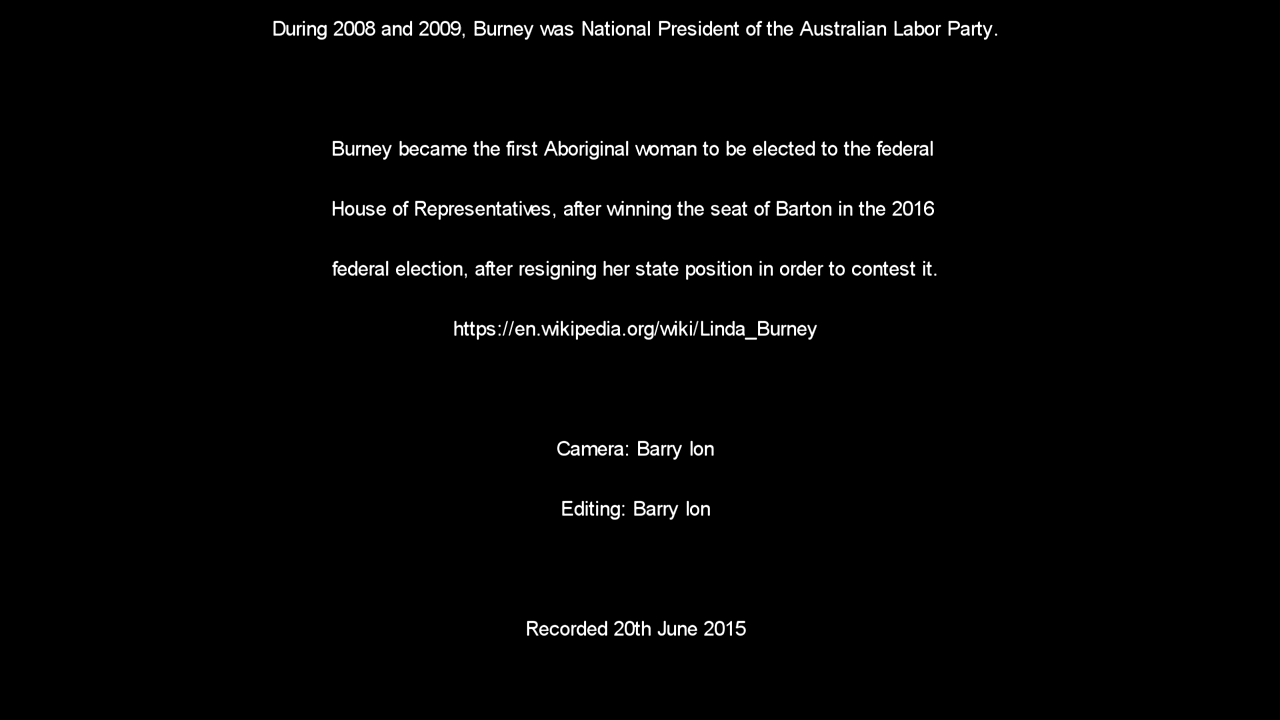 During 2008 and 2009, Burney was National President of the Australian Labor Party.
Burney became the first Aboriginal woman to be elected to the federal
House of Representatives, after winning the seat of Barton in the 2016
federal election, after resigning her state position in order to contest it.
https://en.wikipedia.org/wiki/Linda_Burney
Camera: Barry Ion
Editing: Barry Ion
Recorded 20th June 2015